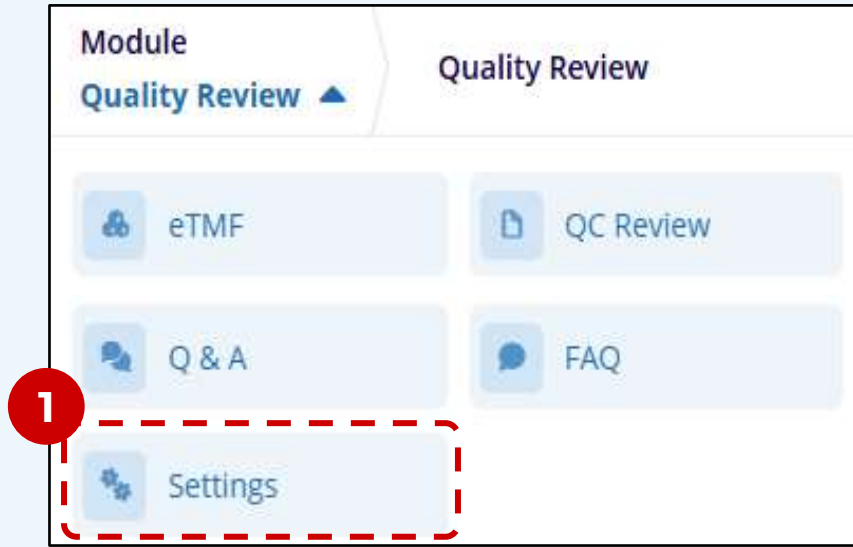 Module
Quality Review
Quality Review
eTMF
QC Review
Q & A
FAQ
1
Settings